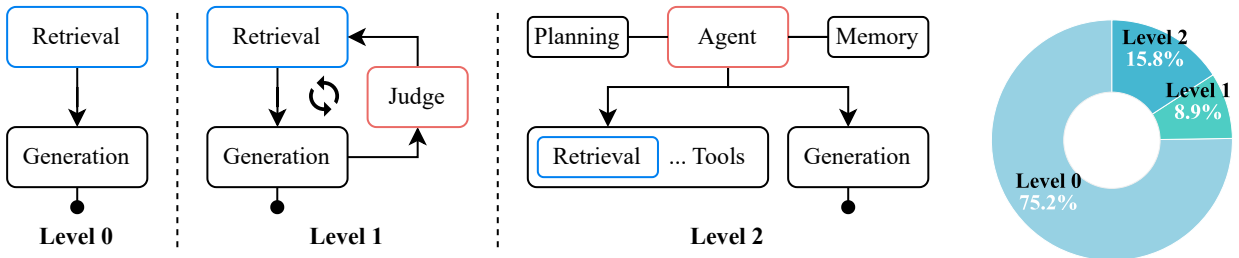 Retrieval
Generation
Level 0
Retrieval
Judge
Generation
Level 1
Planning
Agent
Memory
Retrieval
... Tools
Generation
Level 2
Level 2
15.8%
Level 1
8.9%
Level 0
75.2%